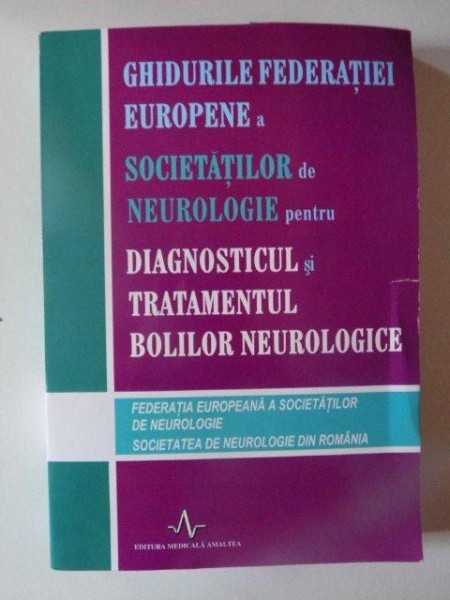 GHIDURILE FEDERAȚIEI
EUROPENE a
SOCIETĂȚILOR de
NEUROLOGIE pentru
DIAGNOSTICUL și
TRATAMENTUL
BOLILOR NEUROLOGICE
FEDERAȚIA EUROPEANĂ A SOCIETĂȚILOR
DE NEUROLOGIE
SOCIETATEA DE NEUROLOGIE DIN ROMÂNIA
EDITURA MEDICALĂ AMALTEA